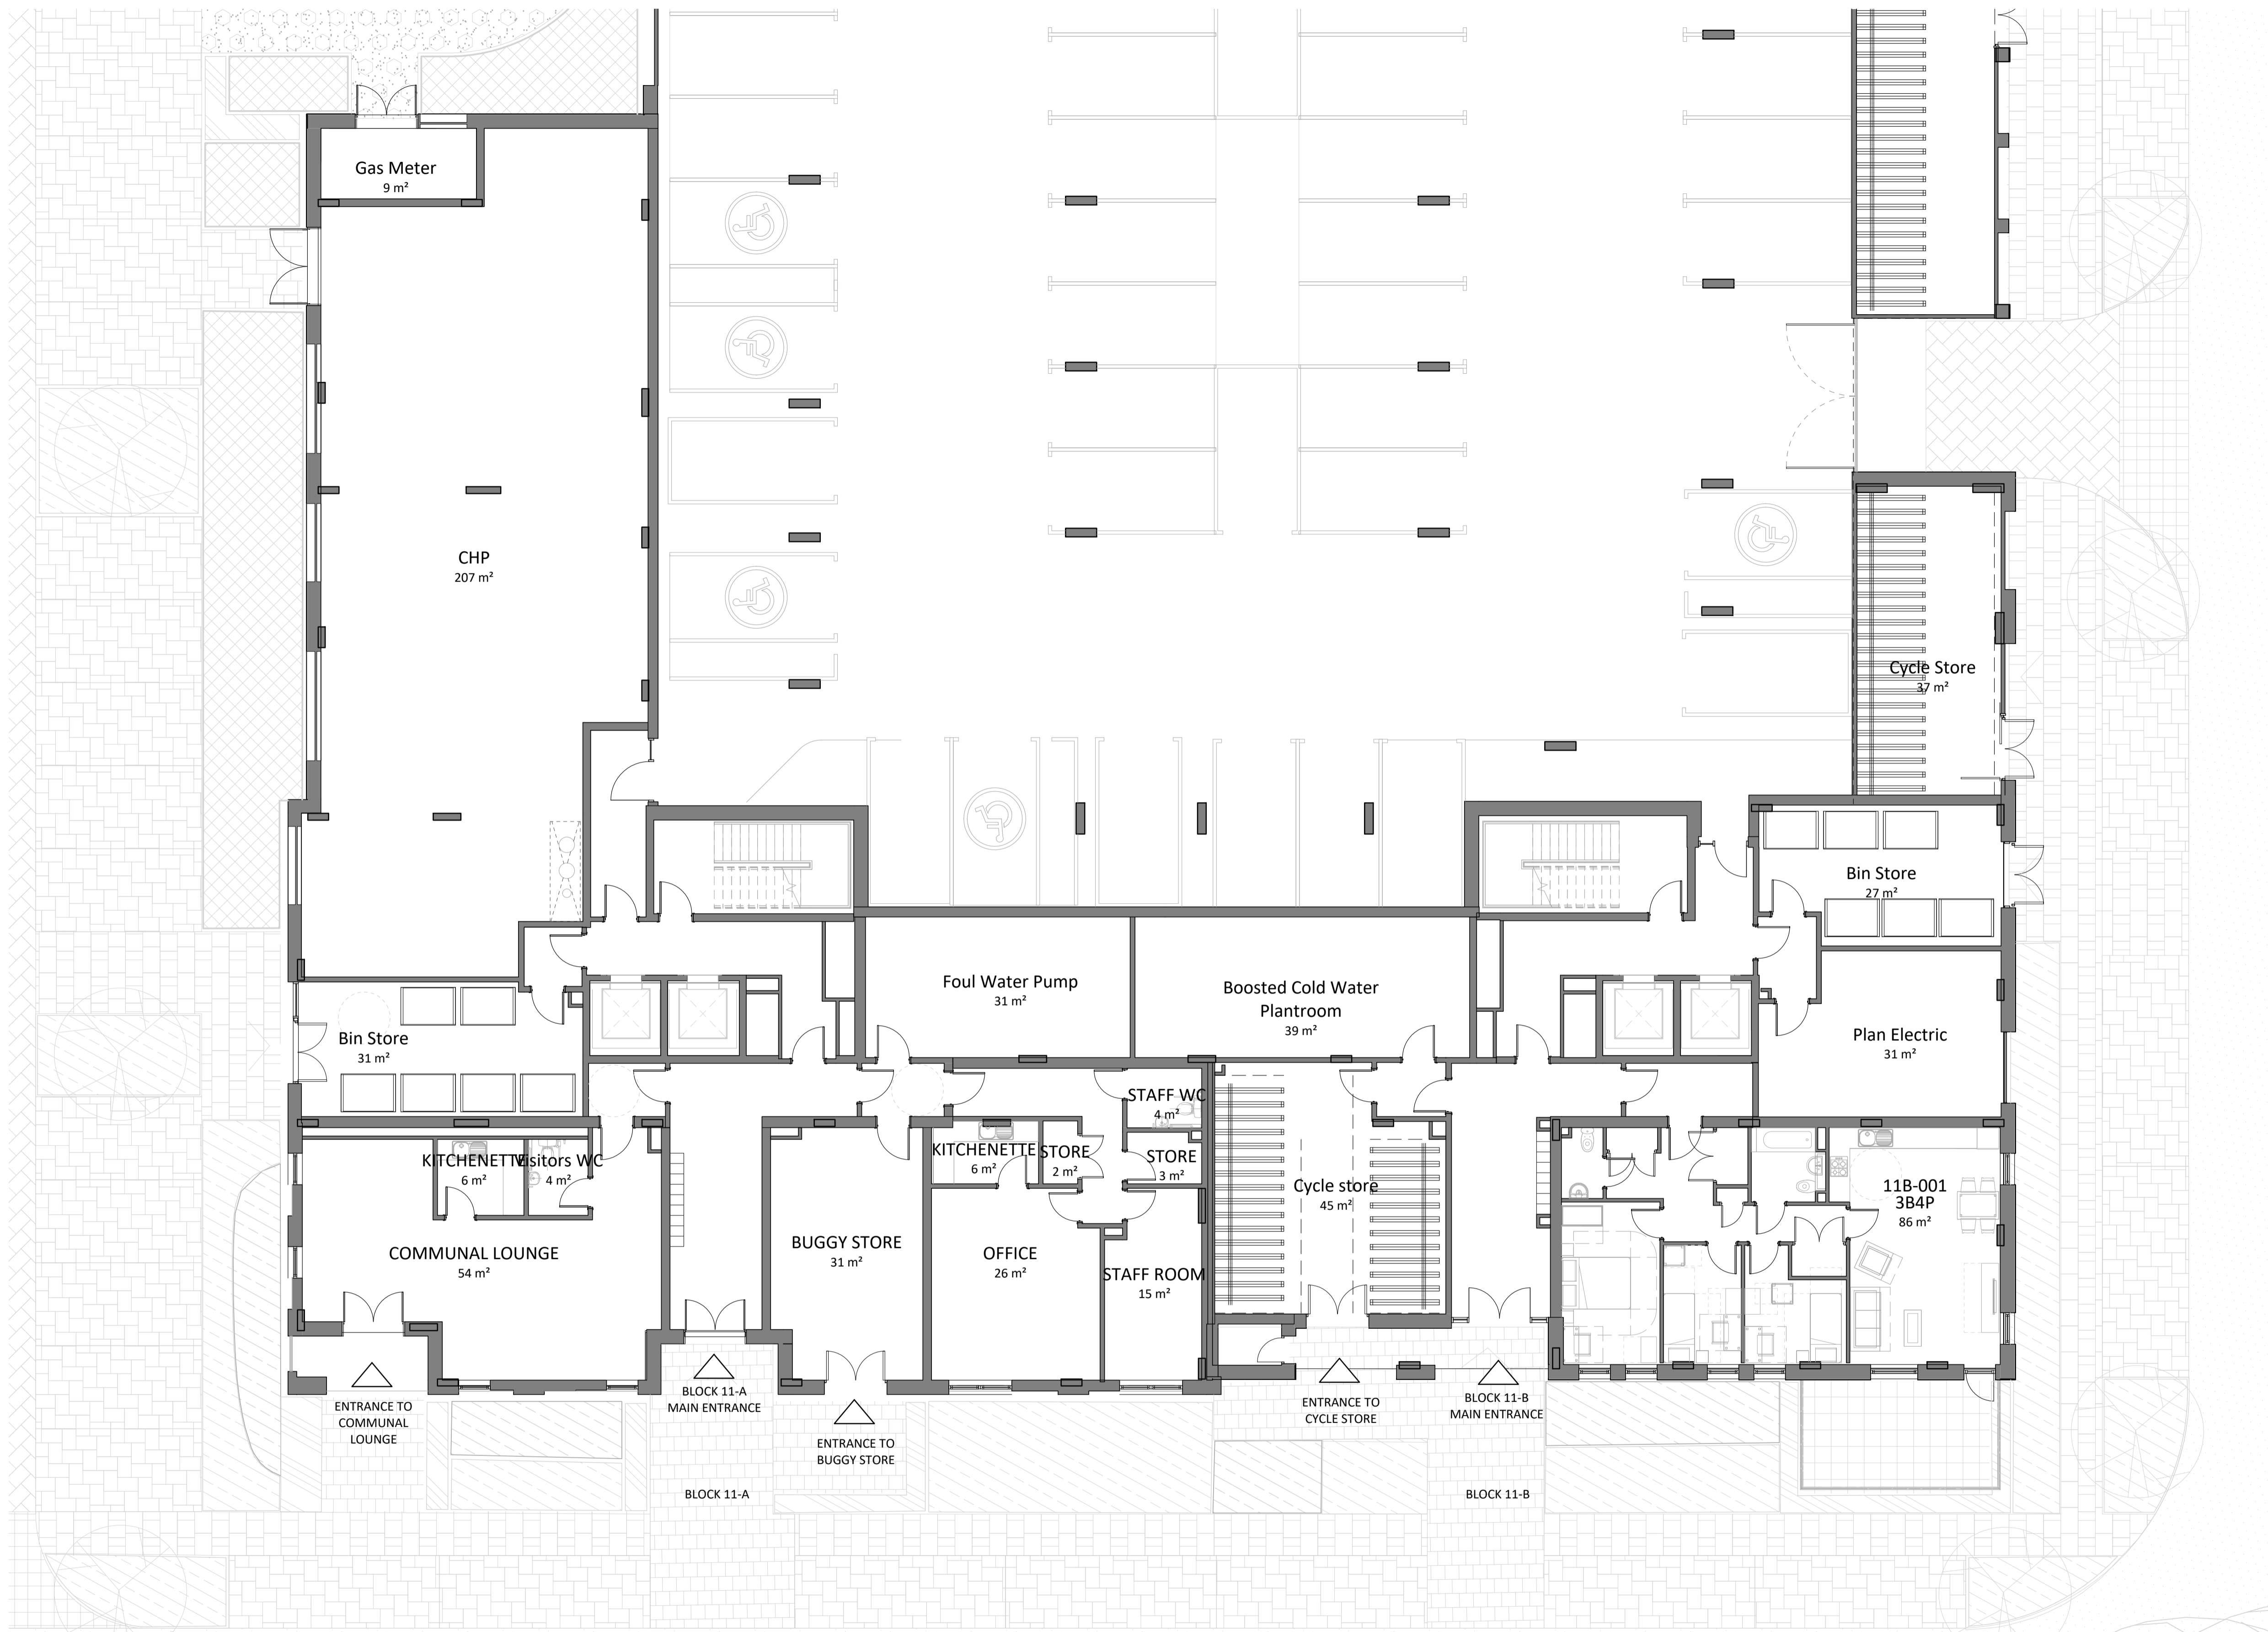 Gas Meter
9 m²
CHP
207 m²
Cycle Store
37 m²
Bin Store
27 m²
Foul Water Pump
31 m²
Boosted Cold Water
Plantroom
39 m²
Bin Store
31 m²
Plan Electric
31 m²
STAFF WC
4 m²
KITCHENETTE
6 m²
Visitors WC
4 m²
KITCHENETTE
6 m²
STORE
2 m²
STORE
3 m²
Cycle store
45 m²
11B-001
3B4P
86 m²
COMMUNAL LOUNGE
54 m²
BUGGY STORE
31 m²
OFFICE
26 m²
STAFF ROOM
15 m²
ENTRANCE TO
COMMUNAL
LOUNGE
BLOCK 11-A
MAIN ENTRANCE
ENTRANCE TO
BUGGY STORE
ENTRANCE TO
CYCLE STORE
BLOCK 11-B
MAIN ENTRANCE
BLOCK 11-A
BLOCK 11-B